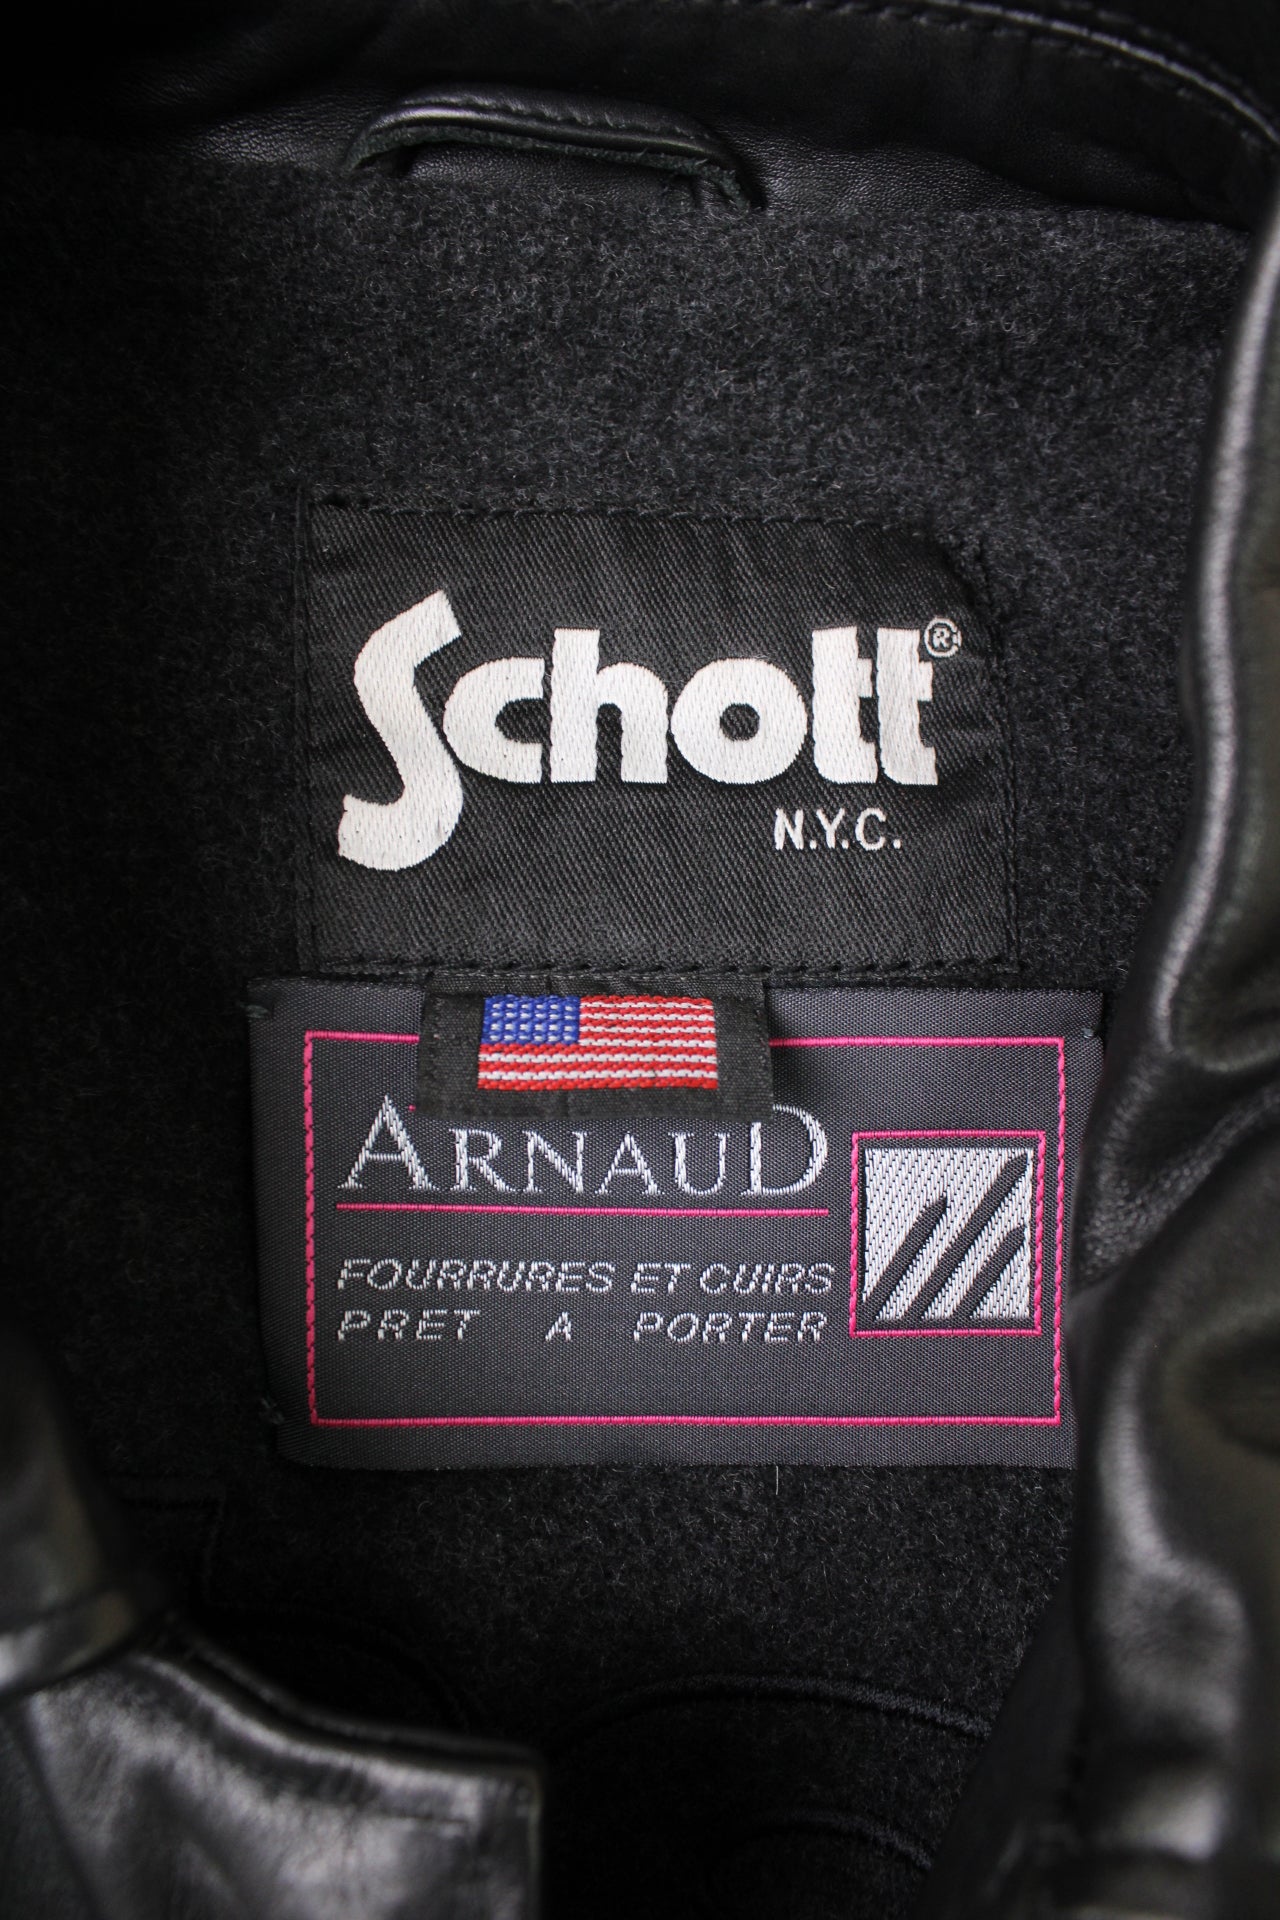 Schott®
N.Y.C.
ARNAUD
FOURRURES ET CUIRS
PRET A PORTER